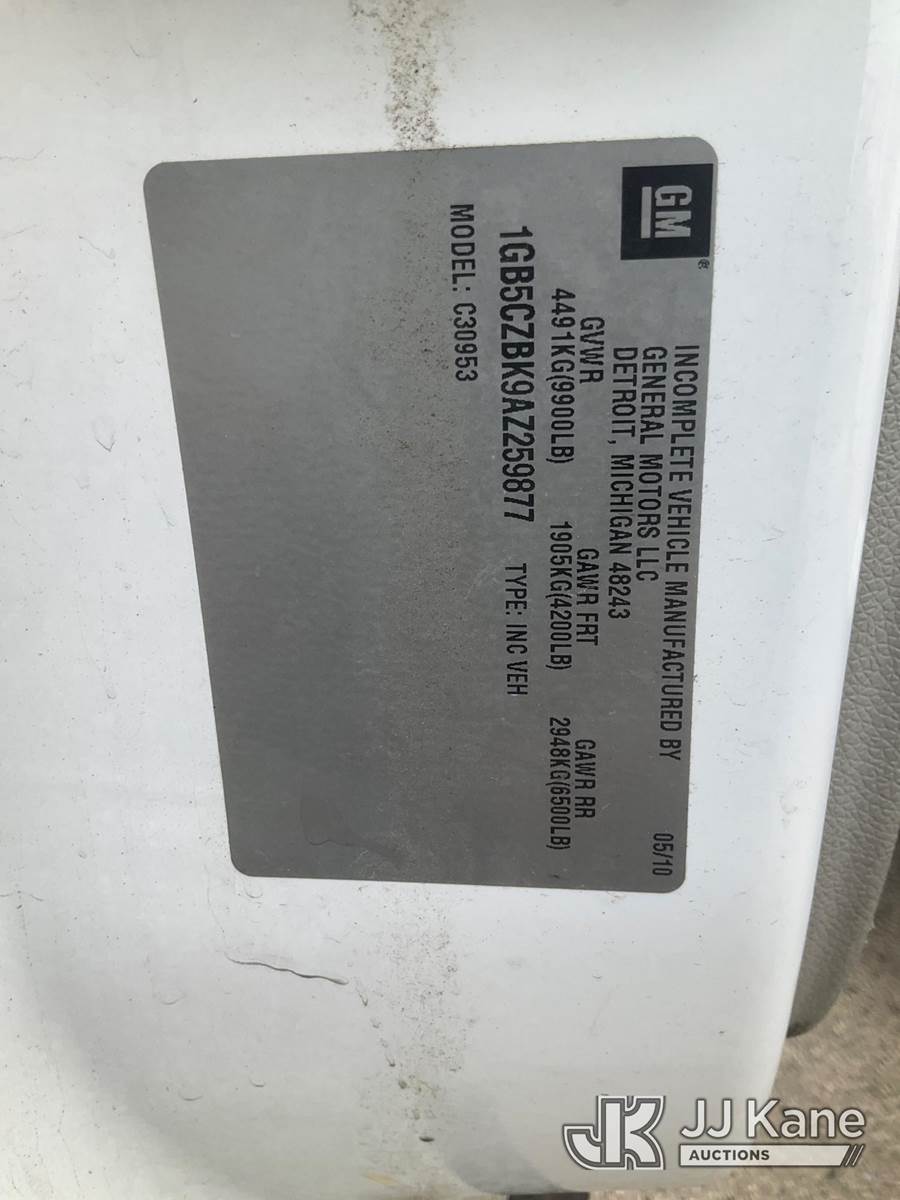 GM®
INCOMPLETE VEHICLE MANUFACTURED BY 05/10
GENERAL MOTORS LLC
DETROIT, MICHIGAN 48243
GVWR GAWR FRT GAWR RR
4491KG(9900LB) 1905KG(4200LB) 2948KG(6500LB)
1GB5CZBK9AZ259877 TYPE: INC VEH
MODEL: C30953
JK JJ Kane
AUCTIONS